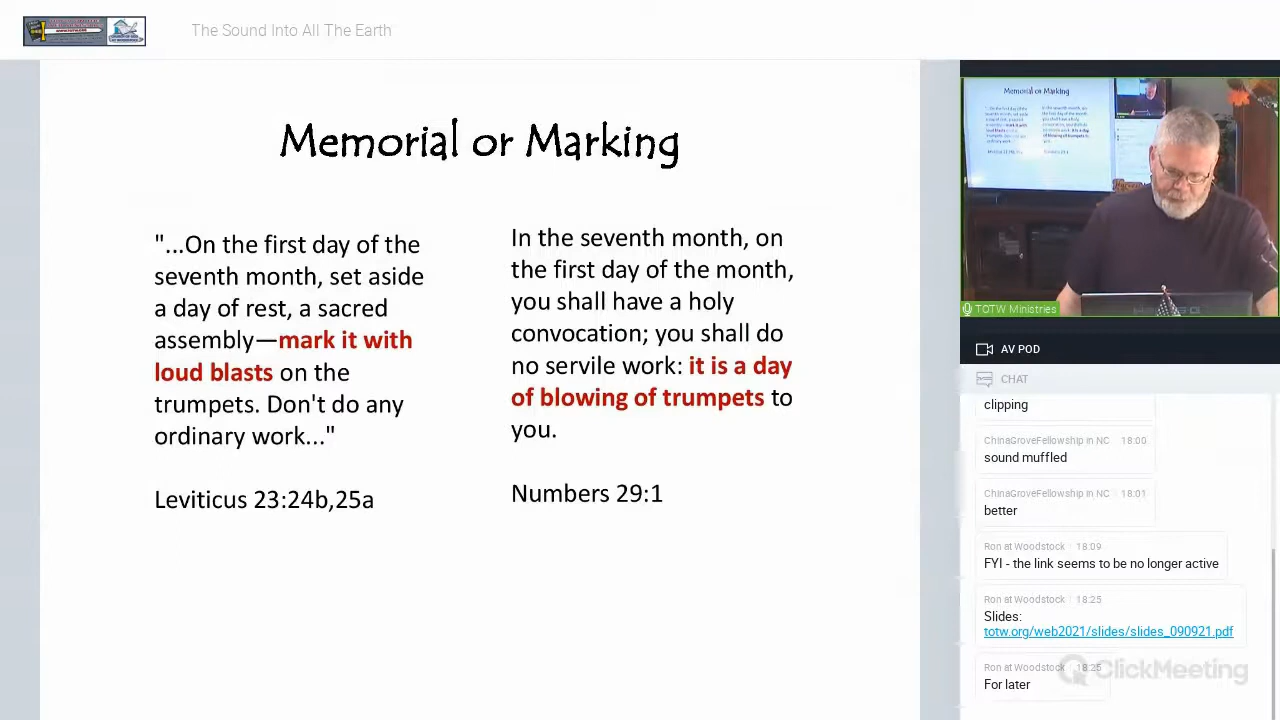 The Sound Into All The Earth
Memorial or Marking
"...On the first day of the
seventh month, set aside
a day of rest, a sacred
assembly—mark it with
loud blasts on the
trumpets. Don't do any
ordinary work..."
Leviticus 23:24b,25a
In the seventh month, on
the first day of the month,
you shall have a holy
convocation; you shall do
no servile work: it is a day
of blowing of trumpets to
you.
Numbers 29:1
Memorial or Marking
TOTW Ministries
AV POD
CHAT
clipping
ChinaGroveFellowship in NC 18:00
sound muffled
ChinaGroveFellowship in NC 18:01
better
Ron at Woodstock 18:09
FYI - the link seems to be no longer active
Ron at Woodstock 18:25
Slides:
totw.org/web2021/slides/slides_090921.pdf
Ron at Woodstock 18:25
For later
ClickMeeting